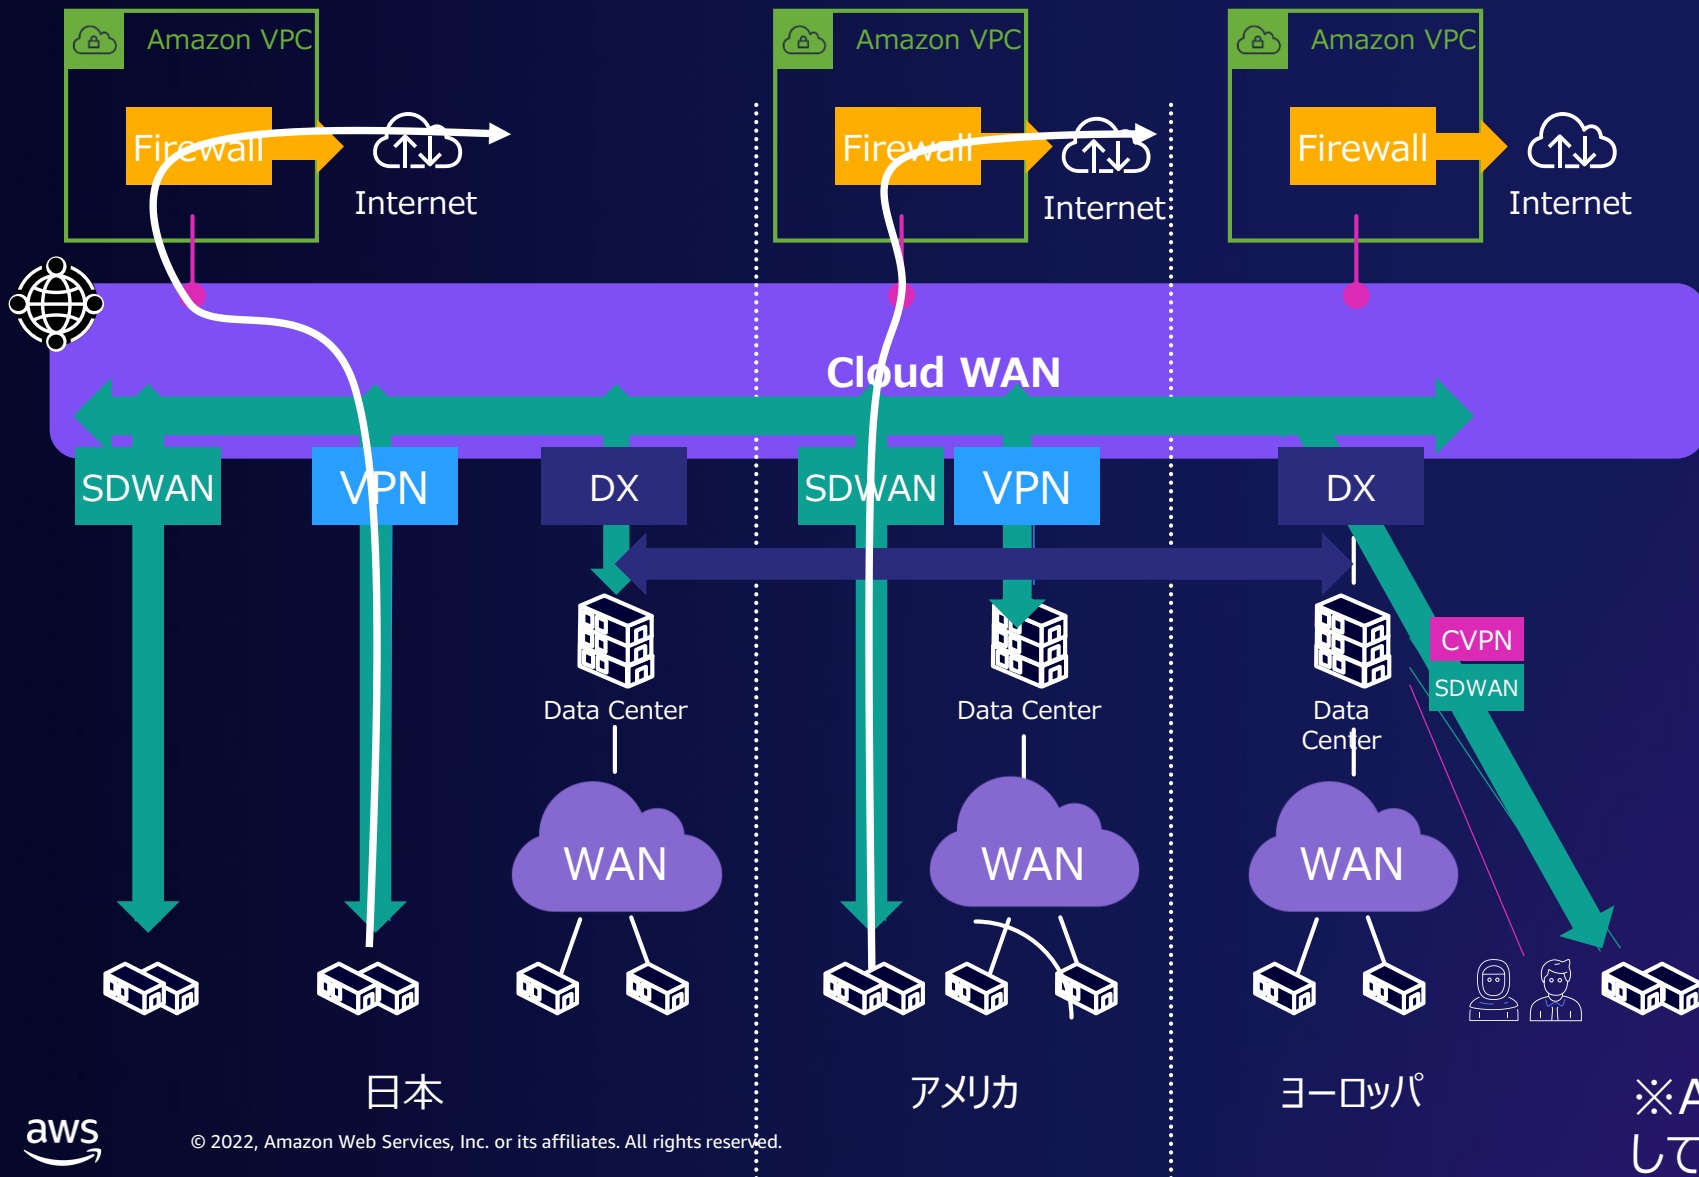 Amazon VPC
Amazon VPC
Amazon VPC
Firewall
Firewall
Firewall
Internet
Internet
Internet
Cloud WAN
SDWAN
VPN
DX
SDWAN
VPN
DX
CVPN
SDWAN
Data Center
Data Center
Data
Center
WAN
WAN
WAN
日本
アメリカ
ヨーロッパ
※A
して
aws
© 2022, Amazon Web Services, Inc. or its affiliates. All rights reserved.